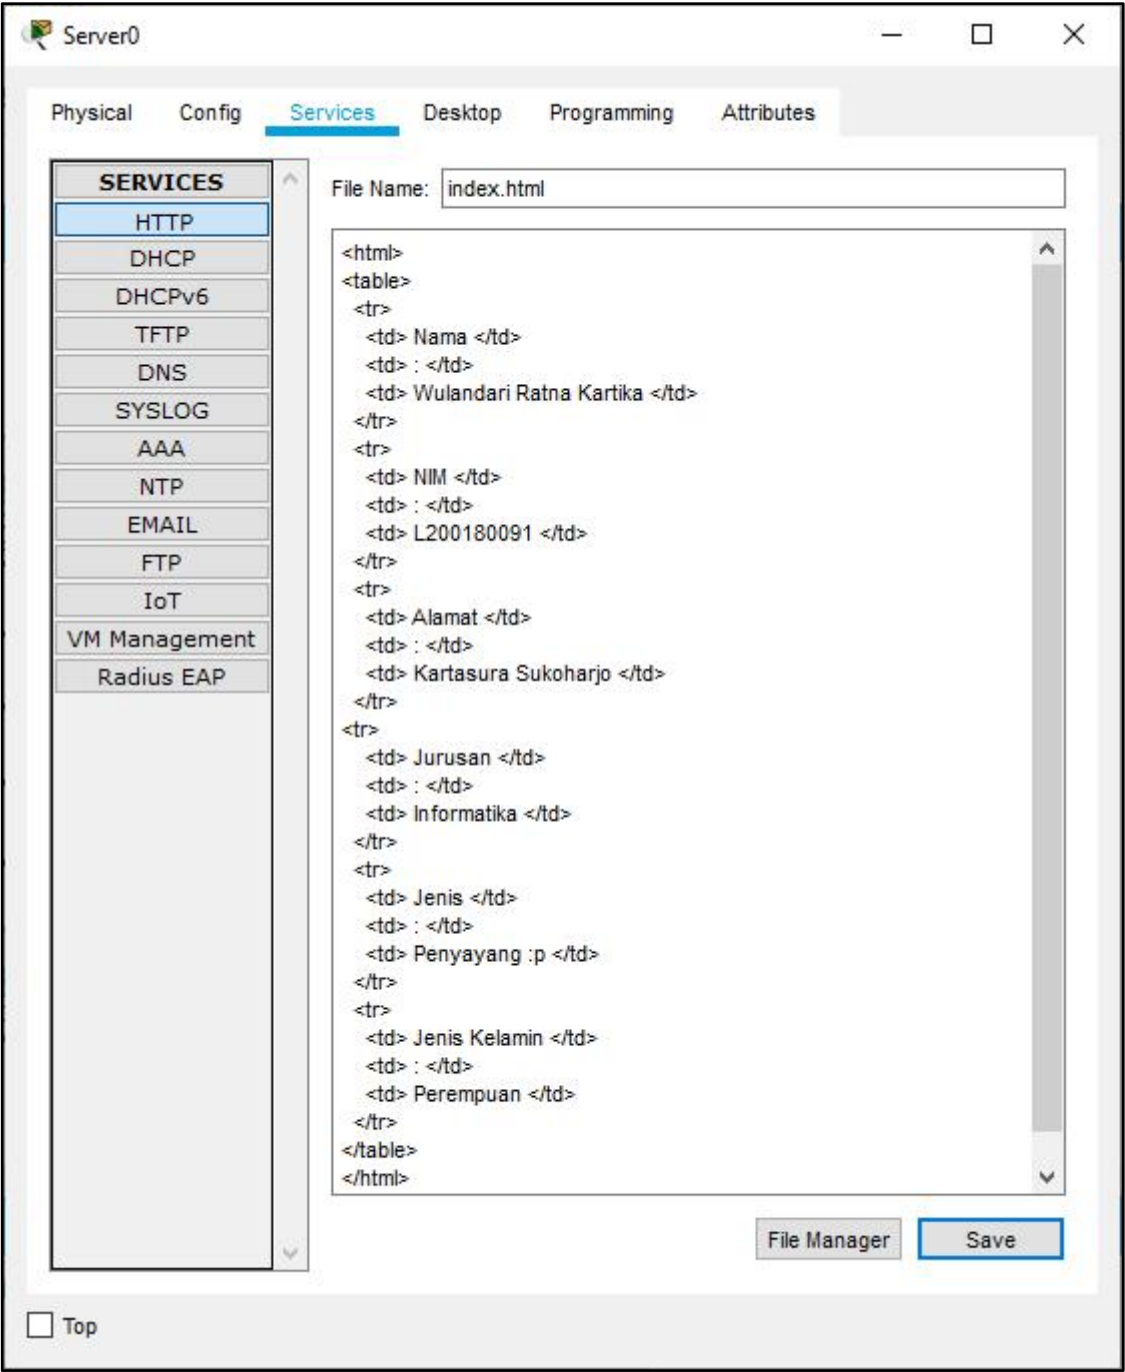 Server0
Physical Config Services Desktop Programming Attributes
SERVICES
HTTP
DHCP
DHCPv6
TFTP
DNS
SYSLOG
AAA
NTP
EMAIL
FTP
IoT
VM Management
Radius EAP
File Name: index.html
<html>
<table>
<tr>
<td> Nama </td>
<td> : </td>
<td> Wulandari Ratna Kartika </td>
</tr>
<tr>
<td> NIM </td>
<td> : </td>
<td> L200180091 </td>
</tr>
<tr>
<td> Alamat </td>
<td> : </td>
<td> Kartasura Sukoharjo </td>
</tr>
<tr>
<td> Jurusan </td>
<td> : </td>
<td> Informatika </td>
</tr>
<tr>
<td> Jenis </td>
<td> : </td>
<td> Penyayang :p </td>
</tr>
<tr>
<td> Jenis Kelamin </td>
<td> : </td>
<td> Perempuan </td>
</tr>
</table>
</html>
File Manager Save
Top